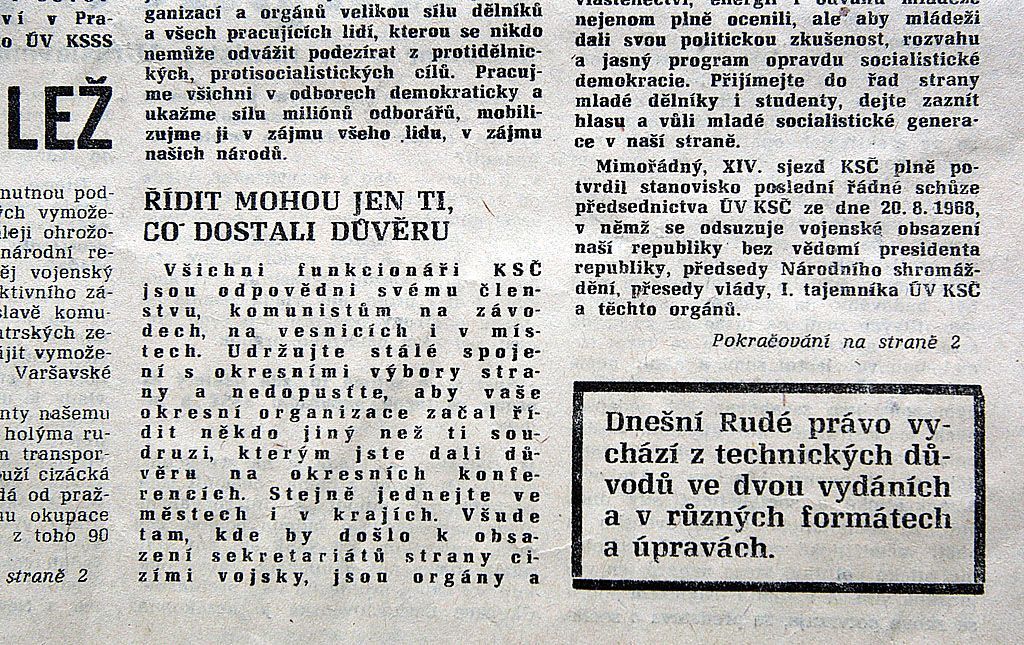 ví v Pra-
ÚV KSSS
LEŽ
nutnou pod-
ých vymože-
aleji ohrožo-
národní re-
ěj vojenský
ektivního zá-
slavě komu-
atrských ze-
ájit vymože-
Varšavské
enty našemu
holýma ru-
m transpor-
ouží cizácká
dá od praž-
mu okupace
z toho 90
straně 2
ganizací a orgánů velikou sílu dělníků
a všech pracujících lidí, kterou se nikdo
nemůže odvážit podezírat z protidělnic-
kých, protisocialistických cílů. Pracuj-
me všichni v odborech demokraticky a
ukažme sílu miliónů odborářů, mobili-
zujme ji v zájmu všeho lidu, v zájmu
našich národů.
ŘÍDIT MOHOU JEN TI,
CO DOSTALI DŮVĚRU
Všichni funkcionáři KSČ
jsou odpovědni svému člen-
stvu, komunistům na závo-
dech, na vesnicích i v mís-
tech. Udržujte stálé spoje-
ní s okresními výbory stra-
ny a nedopusťte, aby vaše
okresní organizace začal ří-
dit někdo jiný než ti sou-
druzi, kterým jste dali dů-
věru na okresních konfe-
rencích. Stejně jednejte ve
městech i v krajích. Všude
tam, kde by došlo k obsa-
zení sekretariátů strany ci-
zími vojsky, jsou orgány a
nejenom plně ocenili, ale aby mládeži
dali svou politickou zkušenost, rozvahu
a jasný program opravdu socialistické
demokracie. Přijímejte do řad strany
mladé dělníky i studenty, dejte zaznít
hlasu a vůli mladé socialistické genera-
ce v naší straně.
Mimořádný, XIV. sjezd KSČ plně po-
tvrdil stanovisko poslední řádné schůze
předsednictva ÚV KSČ ze dne 20. 8. 1968,
v němž se odsuzuje vojenské obsazení
naší republiky bez vědomí presidenta
republiky, předsedy Národního shromáž-
dění, přesedy vlády, I. tajemníka ÚV KSČ
a těchto orgánů.
Pokračování na straně 2
Dnešní Rudé právo vy-
chází z technických dů-
vodů ve dvou vydáních
a v různých formátech
a úpravách.